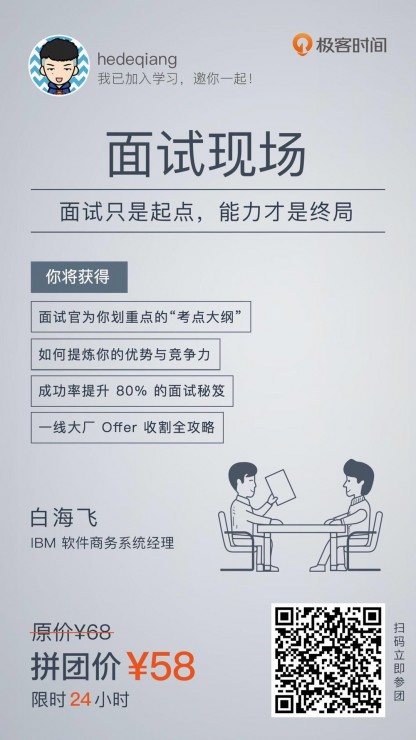 hedeqiang
我已加入学习，邀你一起！
极客时间
面试现场
面试只是起点，能力才是终局
你将获得
面试官为你划重点的“考点大纲”
如何提炼你的优势与竞争力
成功率提升 80% 的面试秘笈
一线大厂 Offer 收割全攻略
白海飞
IBM 软件商务系统经理
原价¥68
拼团价 ¥58
限时 24 小时
扫码立即参团